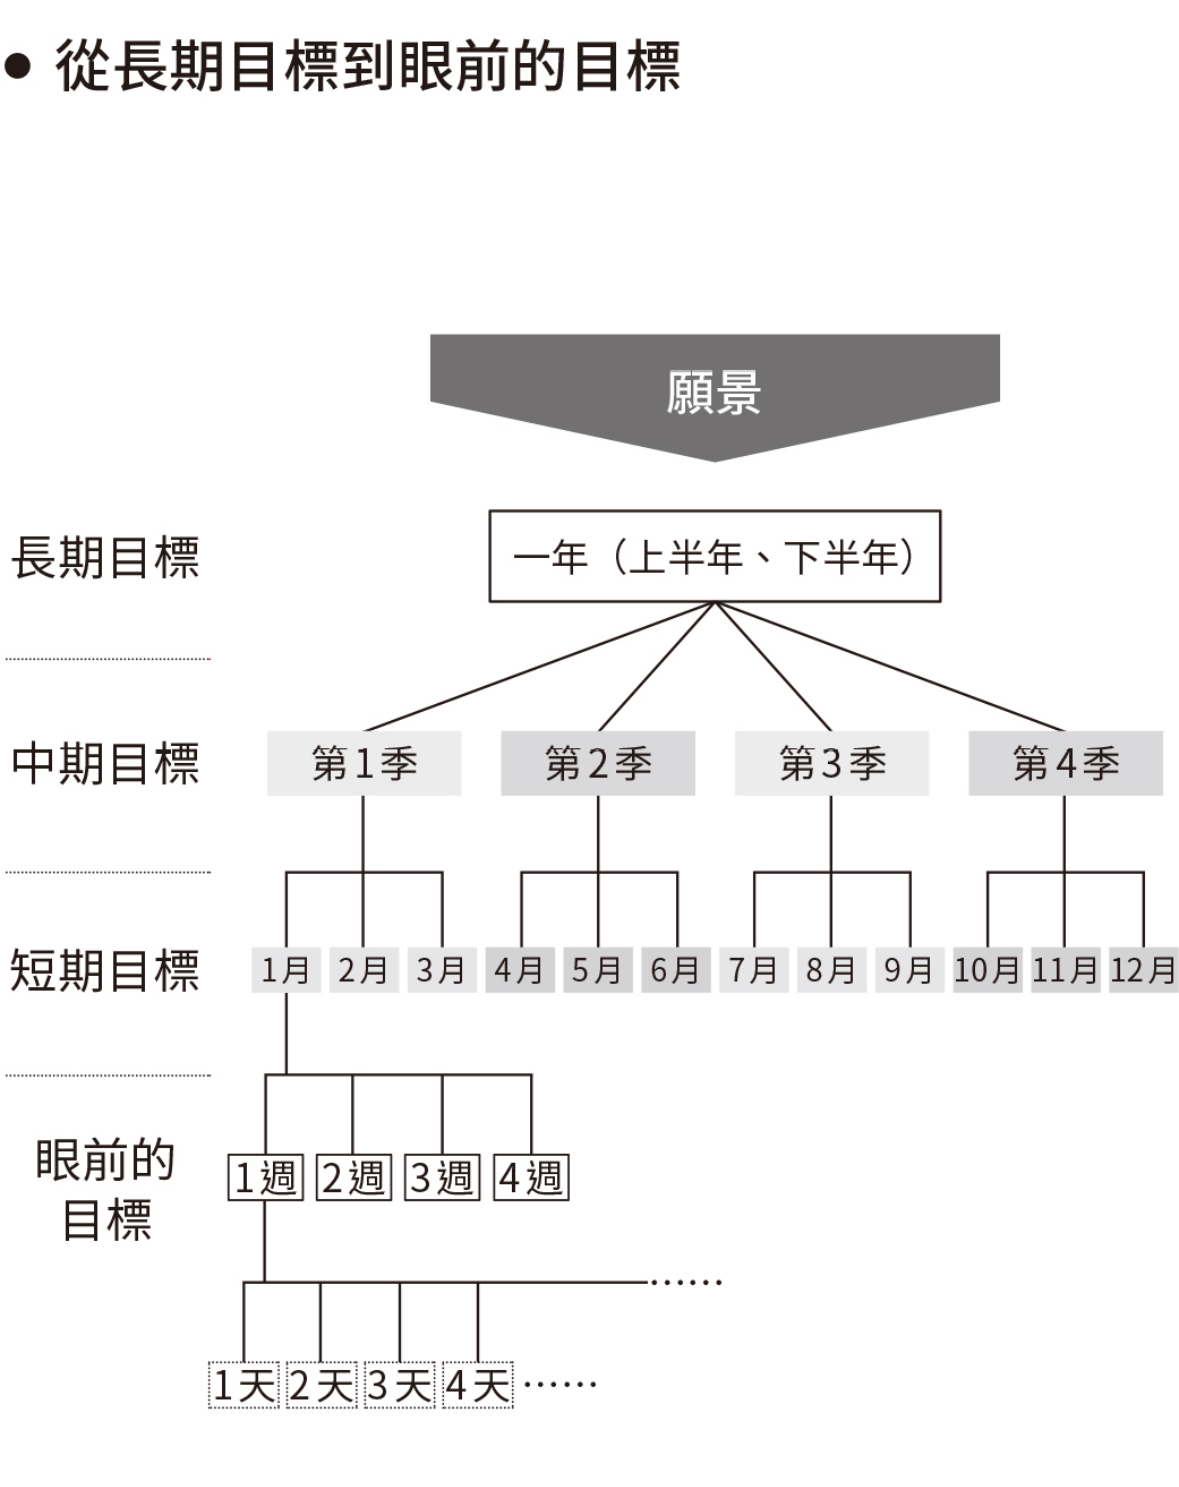 ● 從長期目標到眼前的目標
願景
長期目標
一年（上半年、下半年）
中期目標
第1季
第2季
第3季
第4季
短期目標
1月
2月
3月
4月
5月
6月
7月
8月
9月
10月
11月
12月
眼前的
目標
1週
2週
3週
4週
……
1天
2天
3天
4天
……